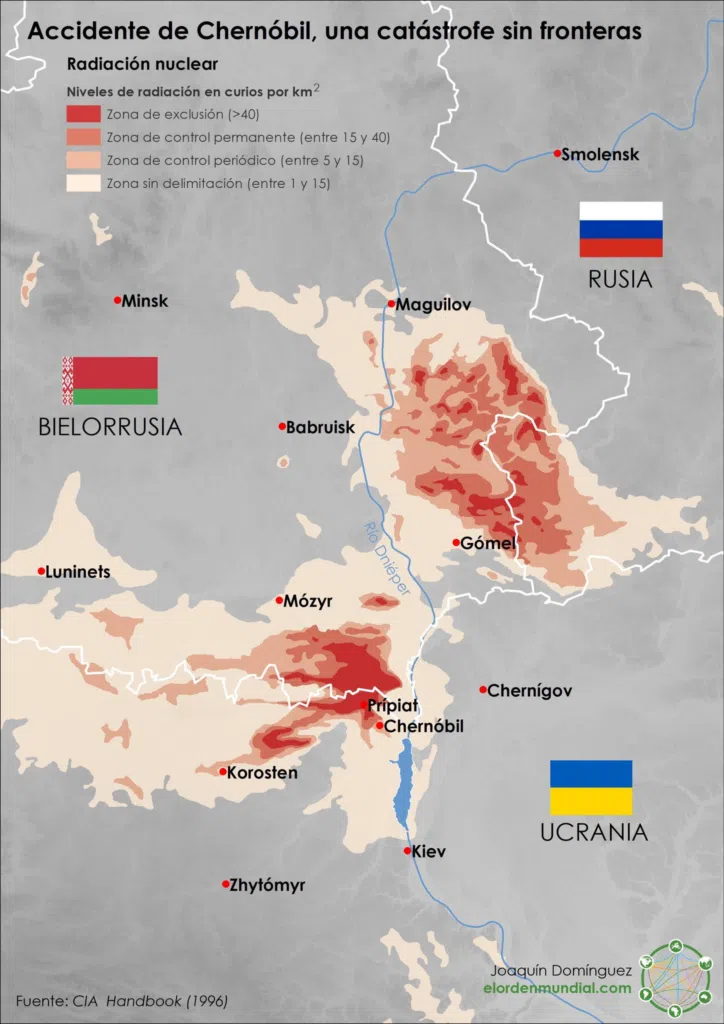 Accidente de Chernóbil, una catástrofe sin fronteras
Radiación nuclear
Niveles de radiación en curios por km²
Zona de exclusión (>40)
Zona de control permanente (entre 15 y 40)
Zona de control periódico (entre 5 y 15)
Zona sin delimitación (entre 1 y 15)
Smolensk
RUSIA
Minsk
Maguilov
BIELORRUSIA
Babruisk
Río Dniéper
Gómel
Luninets
Mózyr
Chernígov
Prípiat
Chernóbil
Korosten
UCRANIA
Kiev
Zhytómyr
Joaquín Domínguez
elordenmundial.com
Fuente: CIA Handbook (1996)